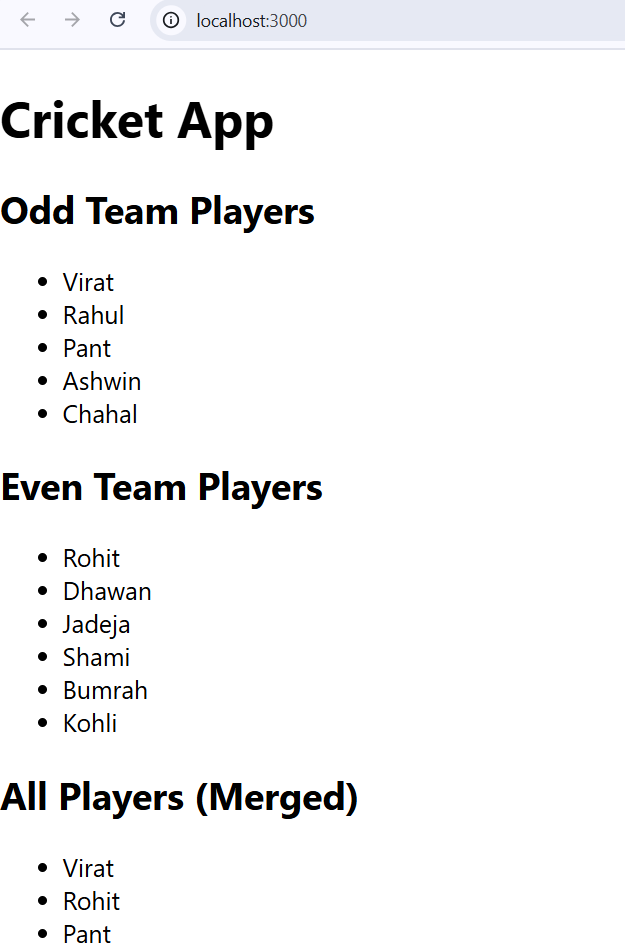 localhost:3000
Cricket App
Odd Team Players
Virat
Rahul
Pant
Ashwin
Chahal
Even Team Players
Rohit
Dhawan
Jadeja
Shami
Bumrah
Kohli
All Players (Merged)
Virat
Rohit
Pant